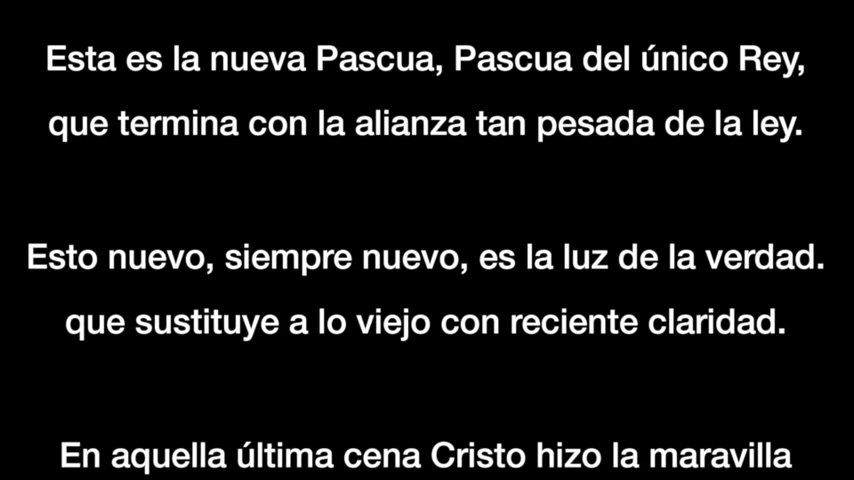 Esta es la nueva Pascua, Pascua del único Rey,
que termina con la alianza tan pesada de la ley.
Esto nuevo, siempre nuevo, es la luz de la verdad.
que sustituye a lo viejo con reciente claridad.
En aquella última cena Cristo hizo la maravilla